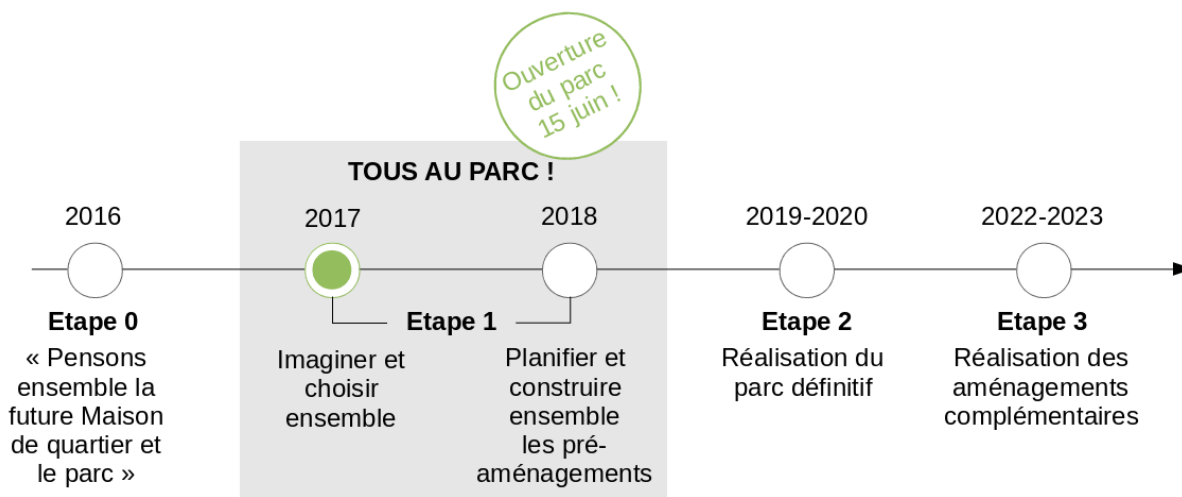 Ouverture
du parc
15 juin !
TOUS AU PARC !
2016
2017
2018
2019-2020
2022-2023
Etape 0
« Pensons
ensemble la
future Maison
de quartier et
le parc »
Etape 1
Imaginer et
choisir
ensemble
Planifier et
construire
ensemble
les pré-
aménagements
Etape 2
Réalisation du
parc définitif
Etape 3
Réalisation des
aménagements
complémentaires